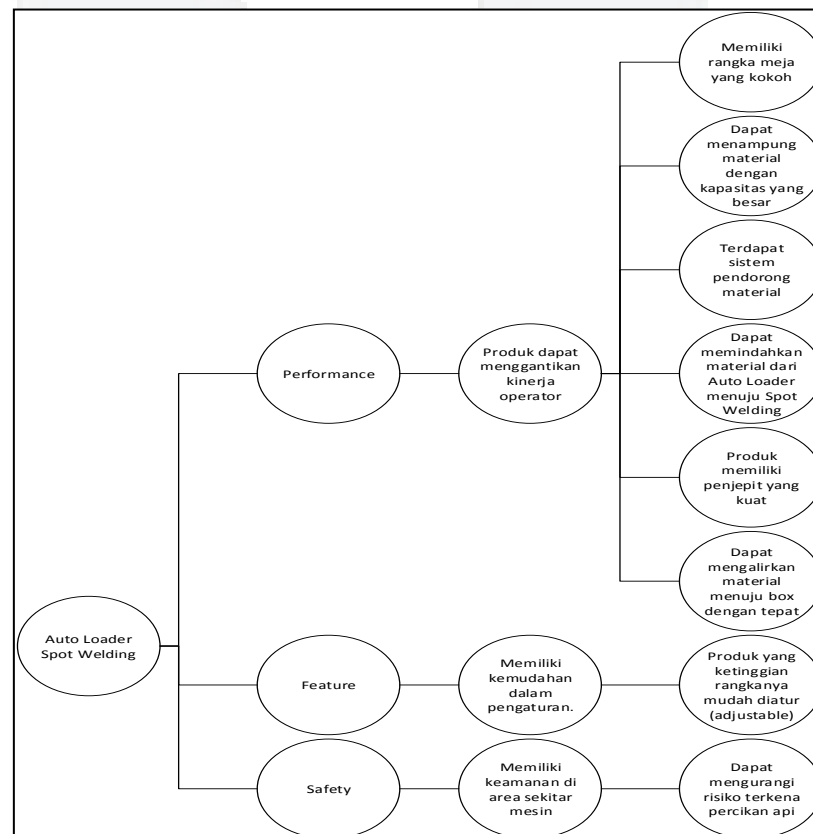 Memiliki
rangka meja
yang kokoh
Dapat
menampung
material
dengan
kapasitas yang
besar
Terdapat
sistem
pendorong
material
Performance
Produk dapat
menggantikan
kinerja
operator
Dapat
memindahkan
material dari
Auto Loader
menuju Spot
Welding
Produk
memiliki
penjepit yang
kuat
Dapat
mengalirkan
material
menuju box
dengan tepat
Auto Loader
Spot Welding
Feature
Memiliki
kemudahan
dalam
pengaturan.
Produk yang
ketinggian
rangkanya
mudah diatur
(adjustable)
Safety
Memiliki
keamanan di
area sekitar
mesin
Dapat
mengurangi
risiko terkena
percikan api